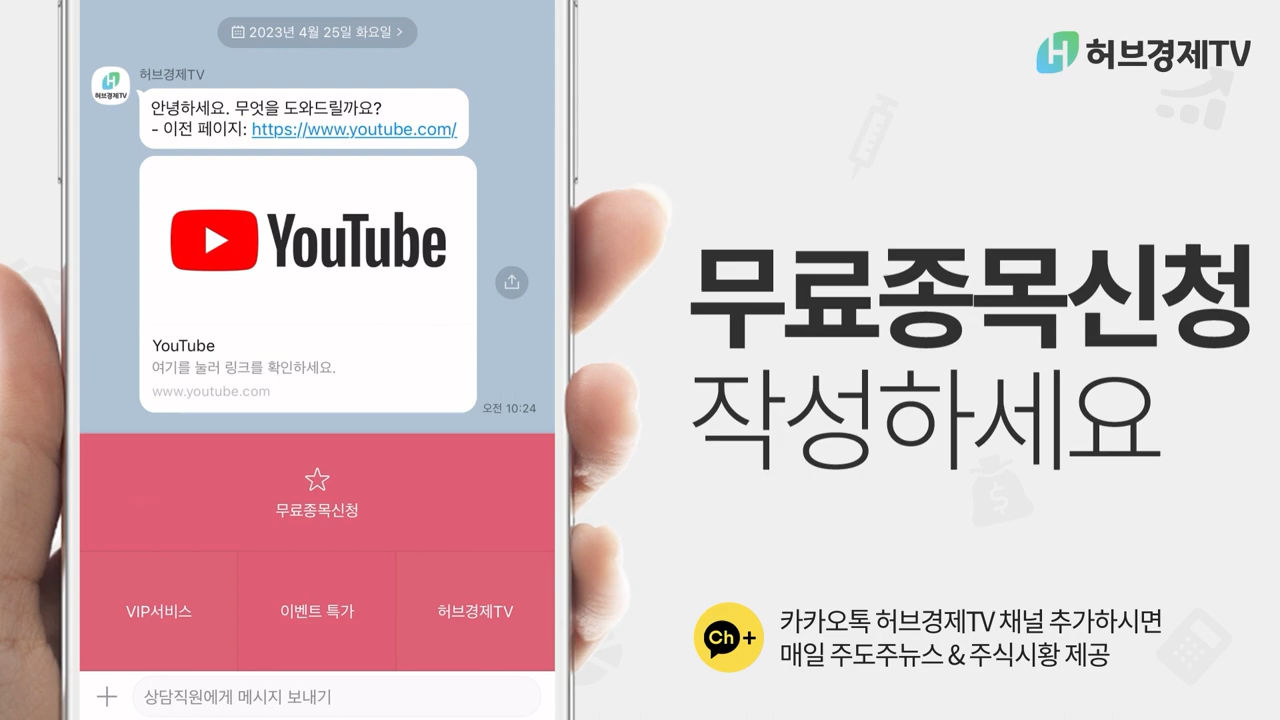 2023년 4월 25일 화요일 >
허브경제TV
허브경제TV
안녕하세요. 무엇을 도와드릴까요?
- 이전 페이지: https://www.youtube.com/
YouTube
YouTube
여기를 눌러 링크를 확인하세요.
www.youtube.com
오전 10:24
무료종목신청
VIP서비스
이벤트 특가
허브경제TV
상담직원에게 메시지 보내기
허브경제TV
무료종목신청
작성하세요
Ch+
카카오톡 허브경제TV 채널 추가하시면
매일 주도주뉴스 & 주식시황 제공